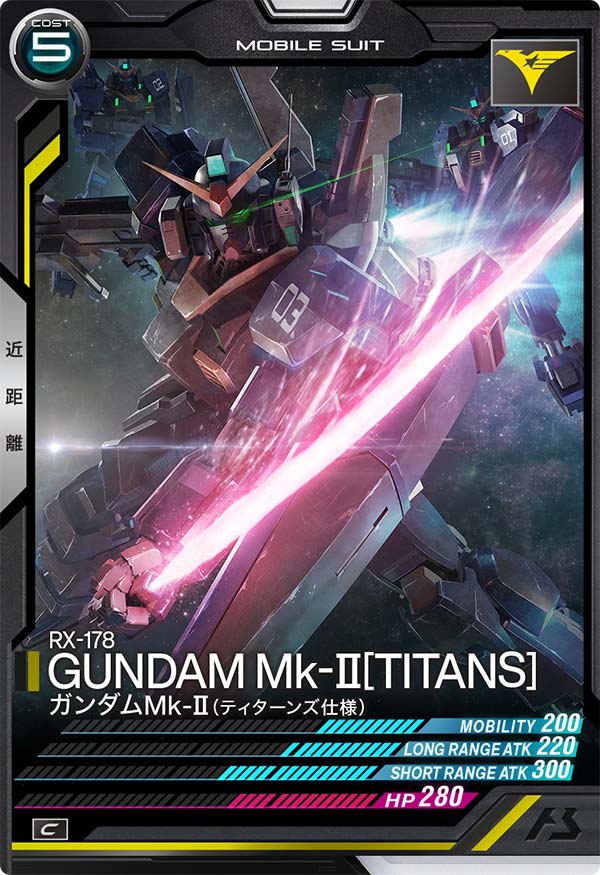 COST
5
MOBILE SUIT
02
01
03
近距離
RX-178
GUNDAM Mk-Ⅱ[TITANS]
ガンダムMk-Ⅱ(ティターンズ仕様)
MOBILITY 200
LONG RANGE ATK 220
SHORT RANGE ATK 300
HP 280
C